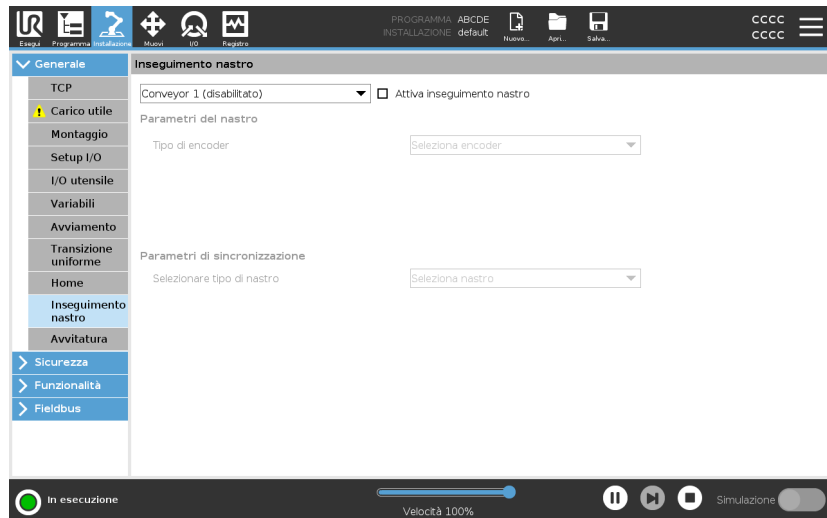 PROGRAMMA ABCDE
INSTALLAZIONE default
Esegui
Programma
Installazione
Muovi
I/O
Registro
Nuovo...
Apri...
Salva...
cccc
cccc
Generale
TCP
Carico utile
Montaggio
Setup I/O
I/O utensile
Variabili
Avviamento
Transizione
uniforme
Home
Inseguimento
nastro
Avvitatura
Sicurezza
Funzionalità
Fieldbus
Inseguimento nastro
Conveyor 1 (disabilitato)
Attiva inseguimento nastro
Parametri del nastro
Tipo di encoder
Seleziona encoder
Parametri di sincronizzazione
Selezionare tipo di nastro
Seleziona nastro
In esecuzione
Velocità 100%
Simulazione